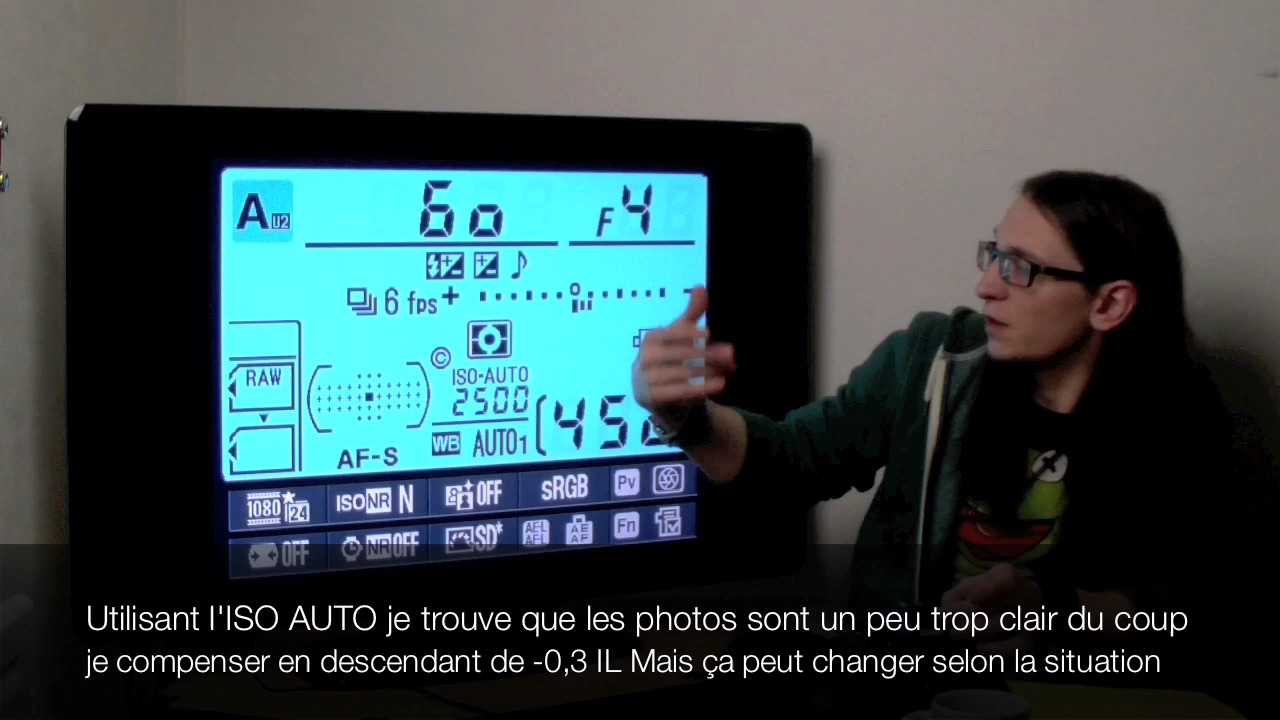 A U2
60
F4
6 fps
RAW
ISO-AUTO
2500
AF-S
WB AUTO1
1080 24
ISO NR N
OFF
sRGB
Pv
OFF
NR OFF
SD*
AE-L AF-L
AE AF
Fn
Utilisant l'ISO AUTO je trouve que les photos sont un peu trop clair du coup
je compenser en descendant de -0,3 IL Mais ça peut changer selon la situation